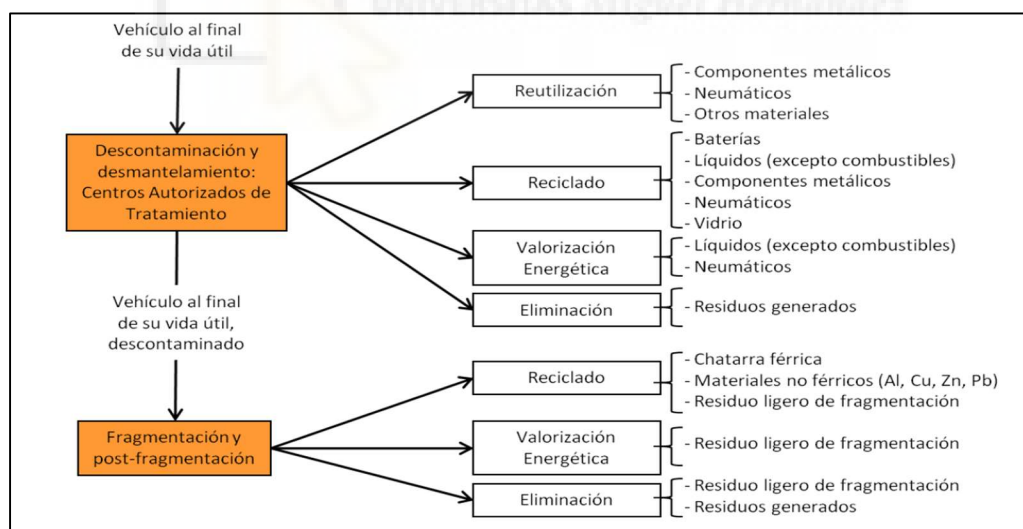 UNIVERSITAS Miguel Hernández
Vehículo al final
de su vida útil
Descontaminación y
desmantelamiento:
Centros Autorizados de
Tratamiento
Reutilización
- Componentes metálicos
- Neumáticos
- Otros materiales
Reciclado
- Baterías
- Líquidos (excepto combustibles)
- Componentes metálicos
- Neumáticos
- Vidrio
Valorización
Energética
- Líquidos (excepto combustibles)
- Neumáticos
Eliminación
- Residuos generados
Vehículo al final
de su vida útil,
descontaminado
Fragmentación y
post-fragmentación
Reciclado
- Chatarra férrica
- Materiales no férricos (Al, Cu, Zn, Pb)
- Residuo ligero de fragmentación
Valorización
Energética
- Residuo ligero de fragmentación
Eliminación
- Residuo ligero de fragmentación
- Residuos generados